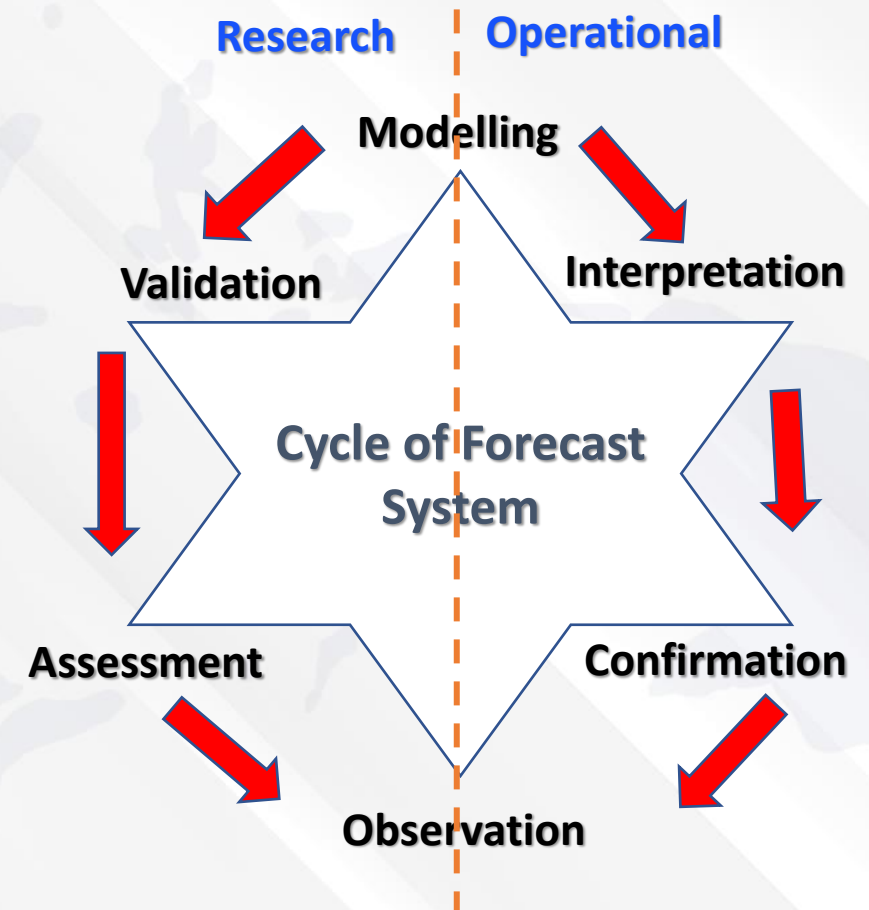 Research
Operational
Modelling
Validation
Interpretation
Cycle of Forecast
System
Assessment
Confirmation
Observation